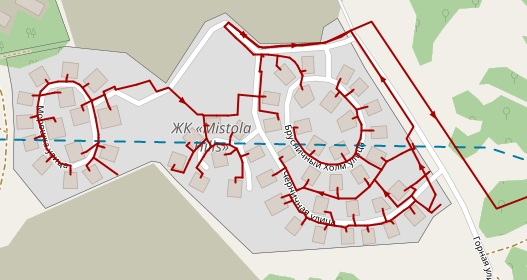 ЖК «Mistola
Hills»
Брусничный Холм улица
Черничная улица
Горная ул